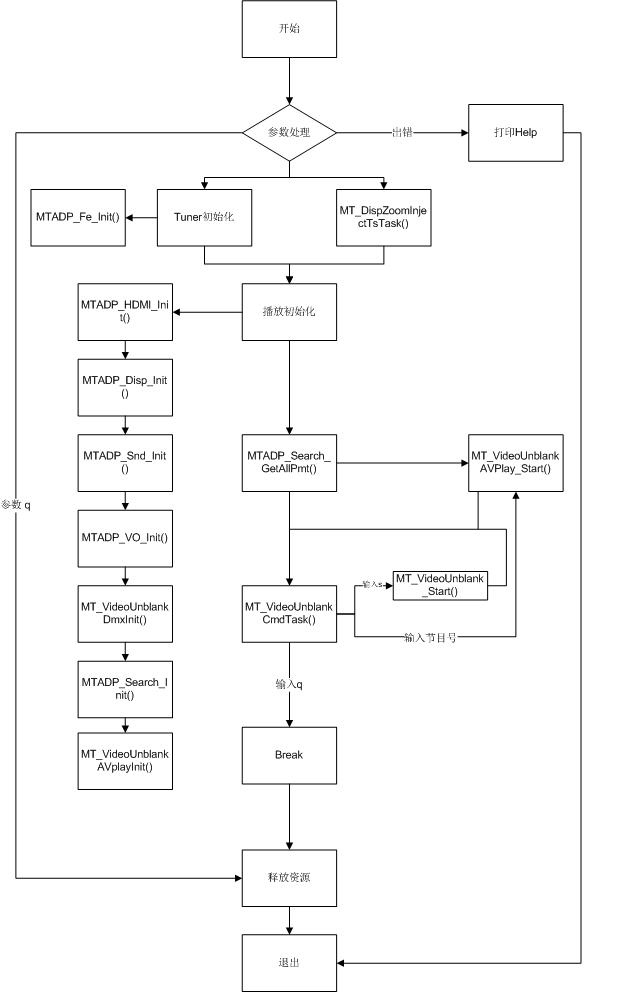 开始
参数处理
出错
打印Help
MTADP_Fe_Init()
Tuner初始化
MT_DispZoomInje
ctTsTask()
MTADP_HDMI_Ini
t()
播放初始化
MTADP_Disp_Init
()
MTADP_Snd_Init
()
MTADP_Search_
GetAllPmt()
MT_VideoUnblank
AVPlay_Start()
参数 q
MTADP_VO_Init()
MT_VideoUnblank
DmxInit()
MT_VideoUnblank
CmdTask()
输入s
MT_VideoUnblank
_Start()
输入节目号
MTADP_Search_I
nit()
输入q
MT_VideoUnblank
AVplayInit()
Break
释放资源
退出